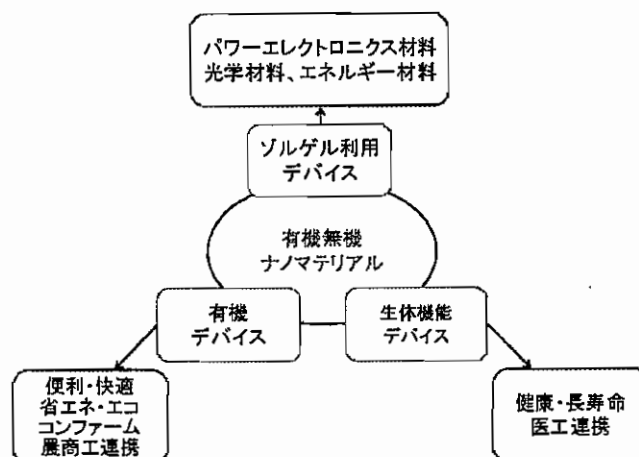 パワーエレクトロニクス材料
光学材料、エネルギー材料
ゾルゲル利用
デバイス
有機無機
ナノマテリアル
有機
デバイス
生体機能
デバイス
便利・快適
省エネ・エコ
コンファーム
農商工連携
健康・長寿命
医工連携